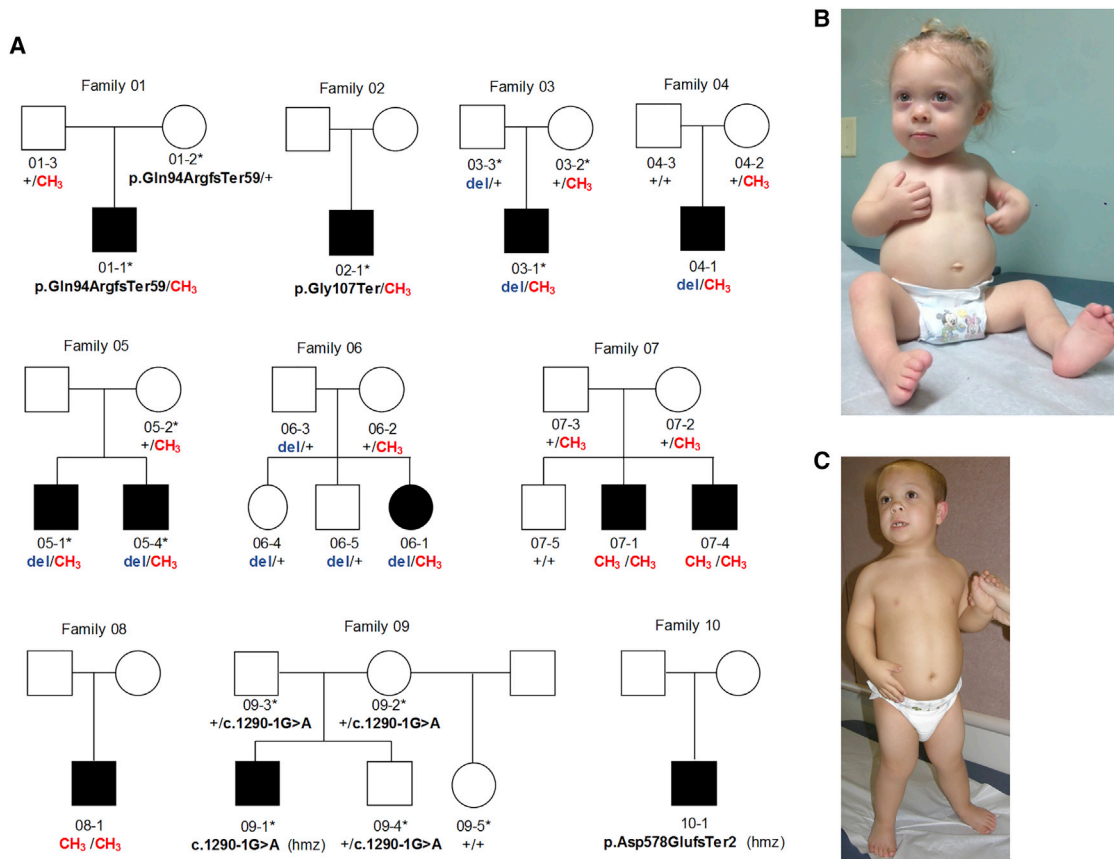 A
B
C
Family 01
Family 02
Family 03
Family 04
01-3
+/CH₃
01-2*
p.Gln94ArgfsTer59/+
01-1*
p.Gln94ArgfsTer59/CH₃
02-1*
p.Gly107Ter/CH₃
03-3*
del/+
03-2*
+/CH₃
03-1*
del/CH₃
04-3
+/+
04-2
+/CH₃
04-1
del/CH₃
Family 05
Family 06
Family 07
05-2*
+/CH₃
05-1*
del/CH₃
05-4*
del/CH₃
06-3
del/+
06-2
+/CH₃
06-4
del/+
06-5
del/+
06-1
del/CH₃
07-3
+/CH₃
07-2
+/CH₃
07-5
+/+
07-1
CH₃ /CH₃
07-4
CH₃ /CH₃
Family 08
Family 09
Family 10
08-1
CH₃ /CH₃
09-3*
+/c.1290-1G>A
09-2*
+/c.1290-1G>A
09-1*
c.1290-1G>A (hmz)
09-4*
+/c.1290-1G>A
09-5*
+/+
10-1
p.Asp578GlufsTer2 (hmz)